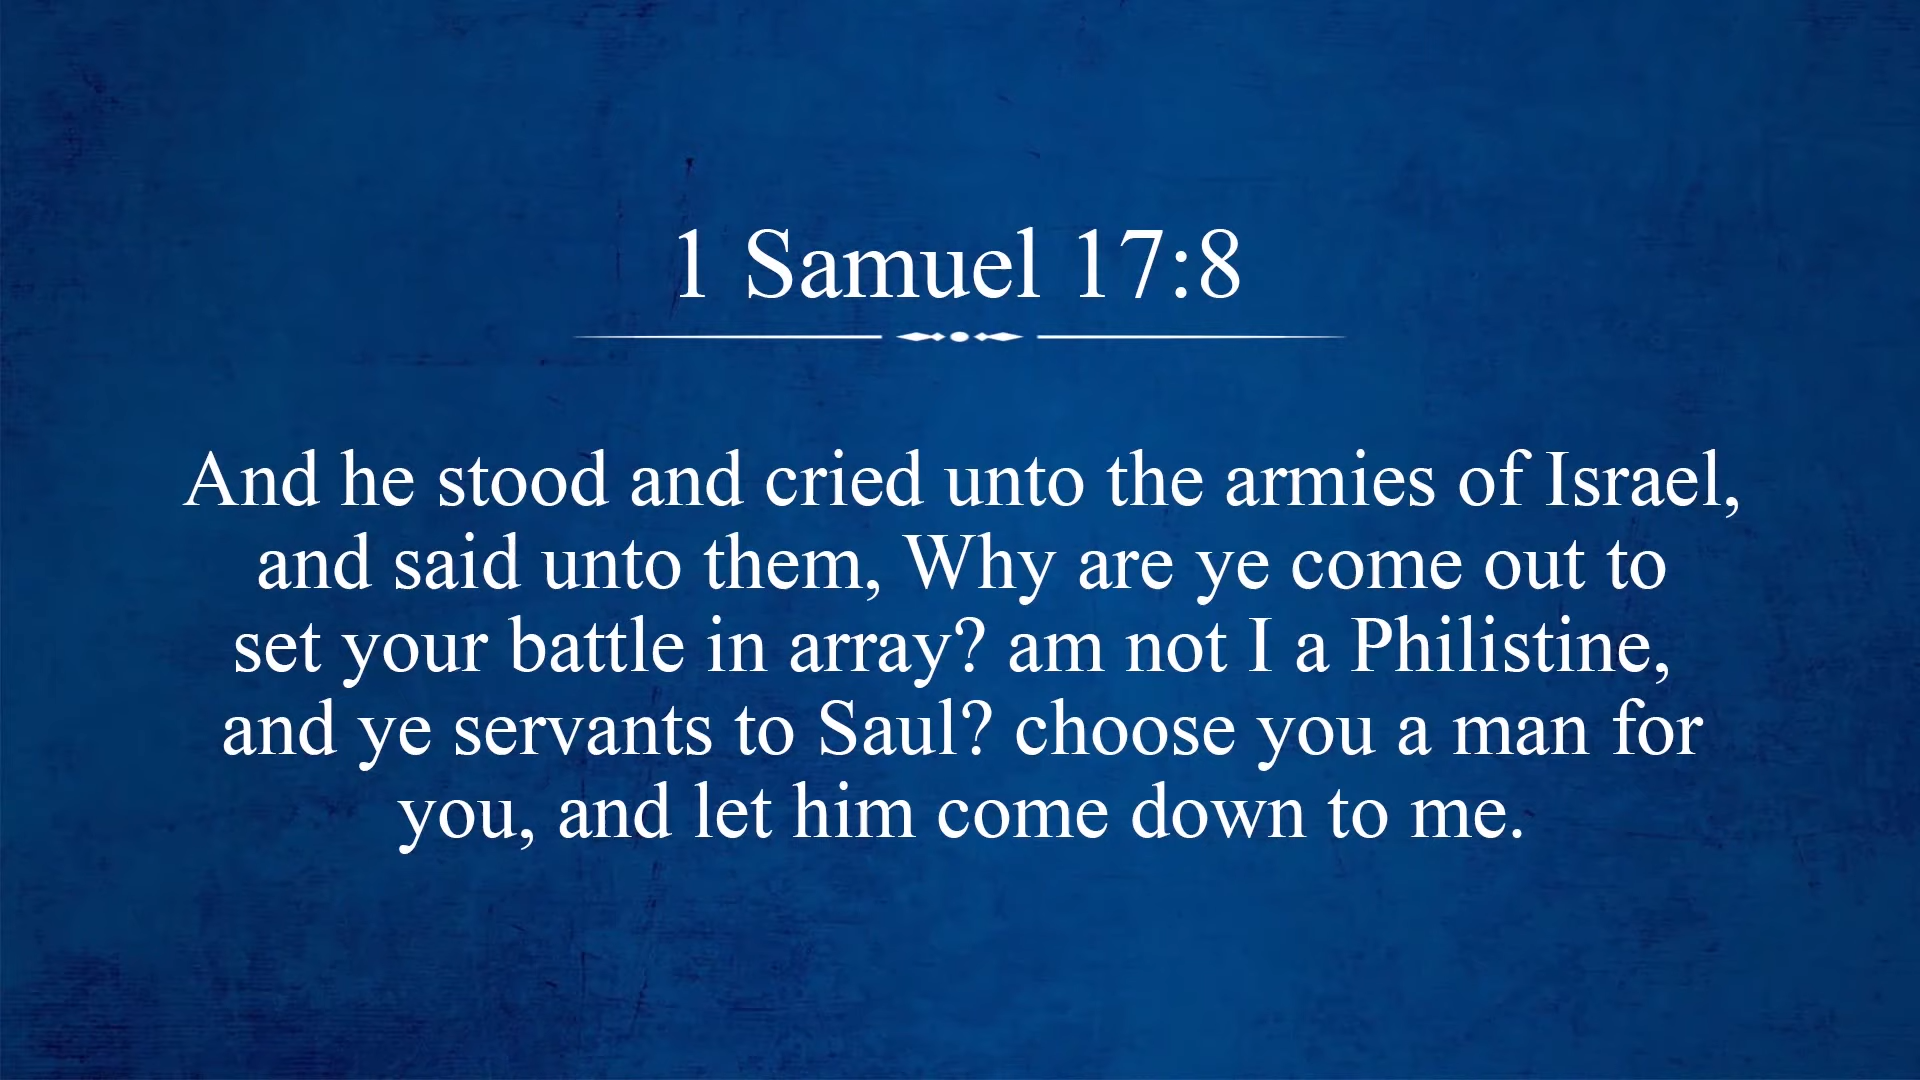 1 Samuel 17:8
And he stood and cried unto the armies of Israel,
and said unto them, Why are ye come out to
set your battle in array? am not I a Philistine,
and ye servants to Saul? choose you a man for
you, and let him come down to me.